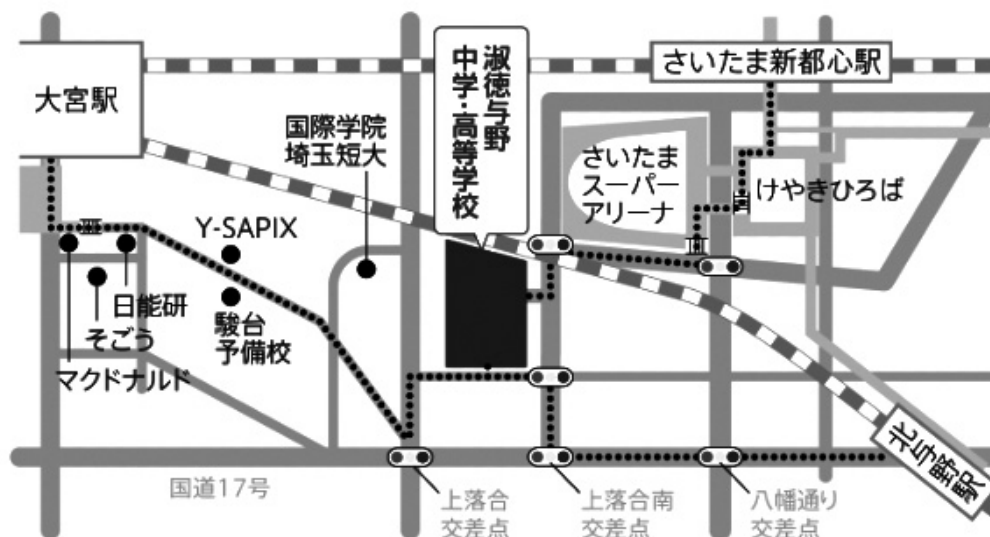 大宮駅
国際学院
埼玉短大
淑徳与野
中学・高等学校
さいたま新都心駅
さいたま
スーパー
アリーナ
けやきひろば
Y-SAPIX
日能研
そごう
マクドナルド
駿台
予備校
北与野駅
国道17号
上落合
交差点
上落合南
交差点
八幡通り
交差点